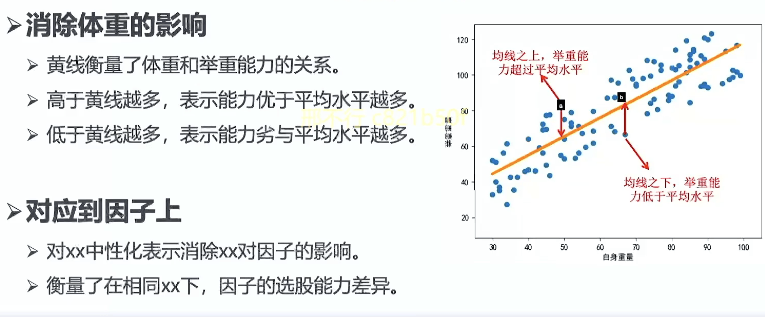 ➤ 消除体重的影响
➤ 黄线衡量了体重和举重能力的关系。
➤ 高于黄线越多，表示能力优于平均水平越多。
➤ 低于黄线越多，表示能力劣与平均水平越多。
➤ 对应到因子上
➤ 对xx中性化表示消除xx对因子的影响。
➤ 衡量了在相同xx下，因子的选股能力差异。
均线之上，举重能
力超过平均水平
a
b
均线之下，举重能
力低于平均水平
120
100
80
60
40
20
30 40 50 60 70 80 90 100
自身重量